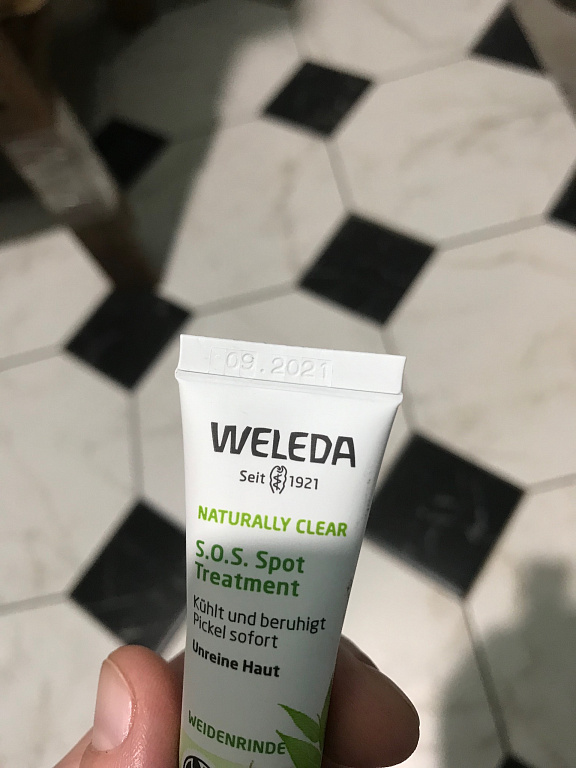 09.2021
WELEDA
Seit 1921
NATURALLY CLEAR
S.O.S. Spot
Treatment
Kühlt und beruhigt
Pickel sofort
Unreine Haut
WEIDENRINDE